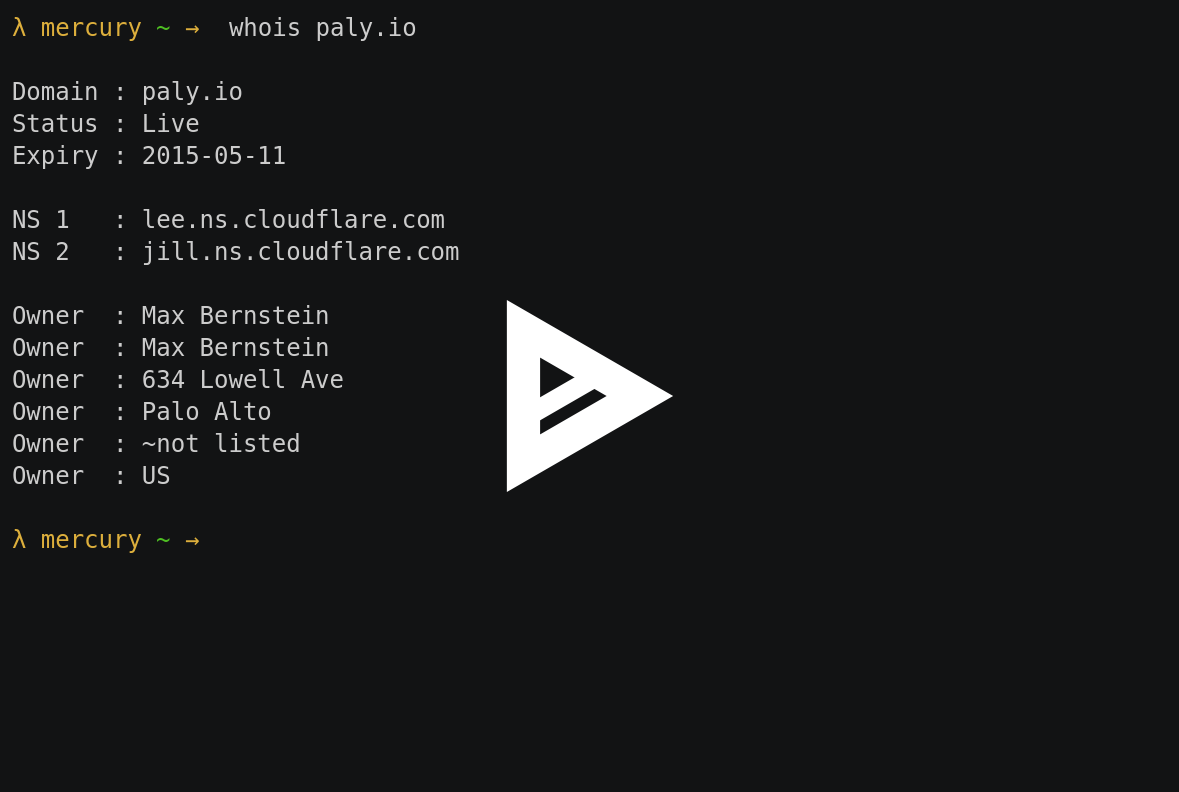 λ mercury ~ →  whois paly.io
Domain : paly.io
Status : Live
Expiry : 2015-05-11
NS 1   : lee.ns.cloudflare.com
NS 2   : jill.ns.cloudflare.com
Owner  : Max Bernstein
Owner  : Max Bernstein
Owner  : 634 Lowell Ave
Owner  : Palo Alto
Owner  : ~not listed
Owner  : US
λ mercury ~ →